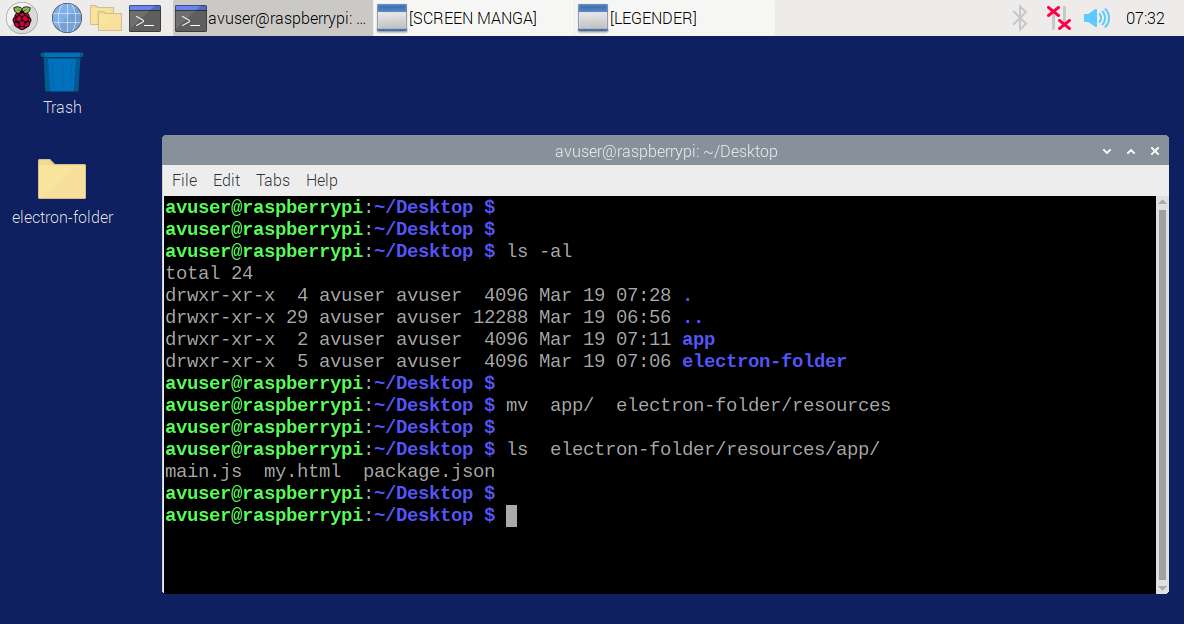 avuser@raspberrypi: ... [SCREEN MANGA] [LEGENDER] 07:32
Trash
electron-folder
avuser@raspberrypi: ~/Desktop
File Edit Tabs Help
avuser@raspberrypi:~/Desktop $
avuser@raspberrypi:~/Desktop $
avuser@raspberrypi:~/Desktop $ ls -al
total 24
drwxr-xr-x  4 avuser avuser  4096 Mar 19 07:28 .
drwxr-xr-x 29 avuser avuser 12288 Mar 19 06:56 ..
drwxr-xr-x  2 avuser avuser  4096 Mar 19 07:11 app
drwxr-xr-x  5 avuser avuser  4096 Mar 19 07:06 electron-folder
avuser@raspberrypi:~/Desktop $
avuser@raspberrypi:~/Desktop $ mv  app/  electron-folder/resources
avuser@raspberrypi:~/Desktop $
avuser@raspberrypi:~/Desktop $ ls  electron-folder/resources/app/
main.js  my.html  package.json
avuser@raspberrypi:~/Desktop $
avuser@raspberrypi:~/Desktop $